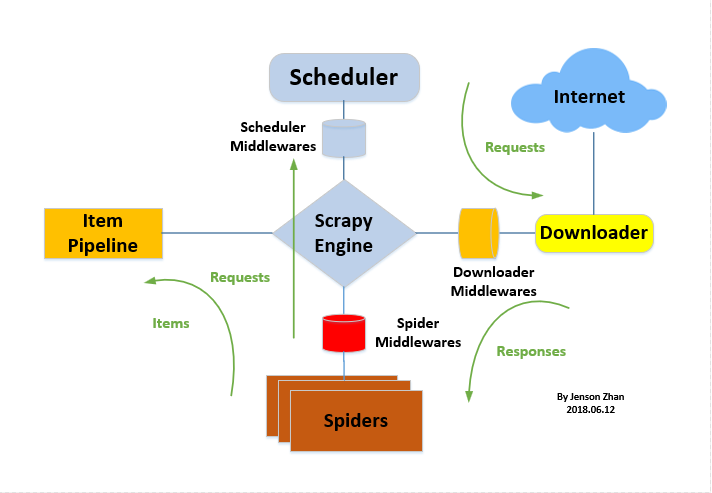 Scheduler
Internet
Scheduler
Middlewares
Requests
Item
Pipeline
Scrapy
Engine
Downloader
Downloader
Middlewares
Requests
Items
Spider
Middlewares
Responses
Spiders
By Jenson Zhan
2018.06.12